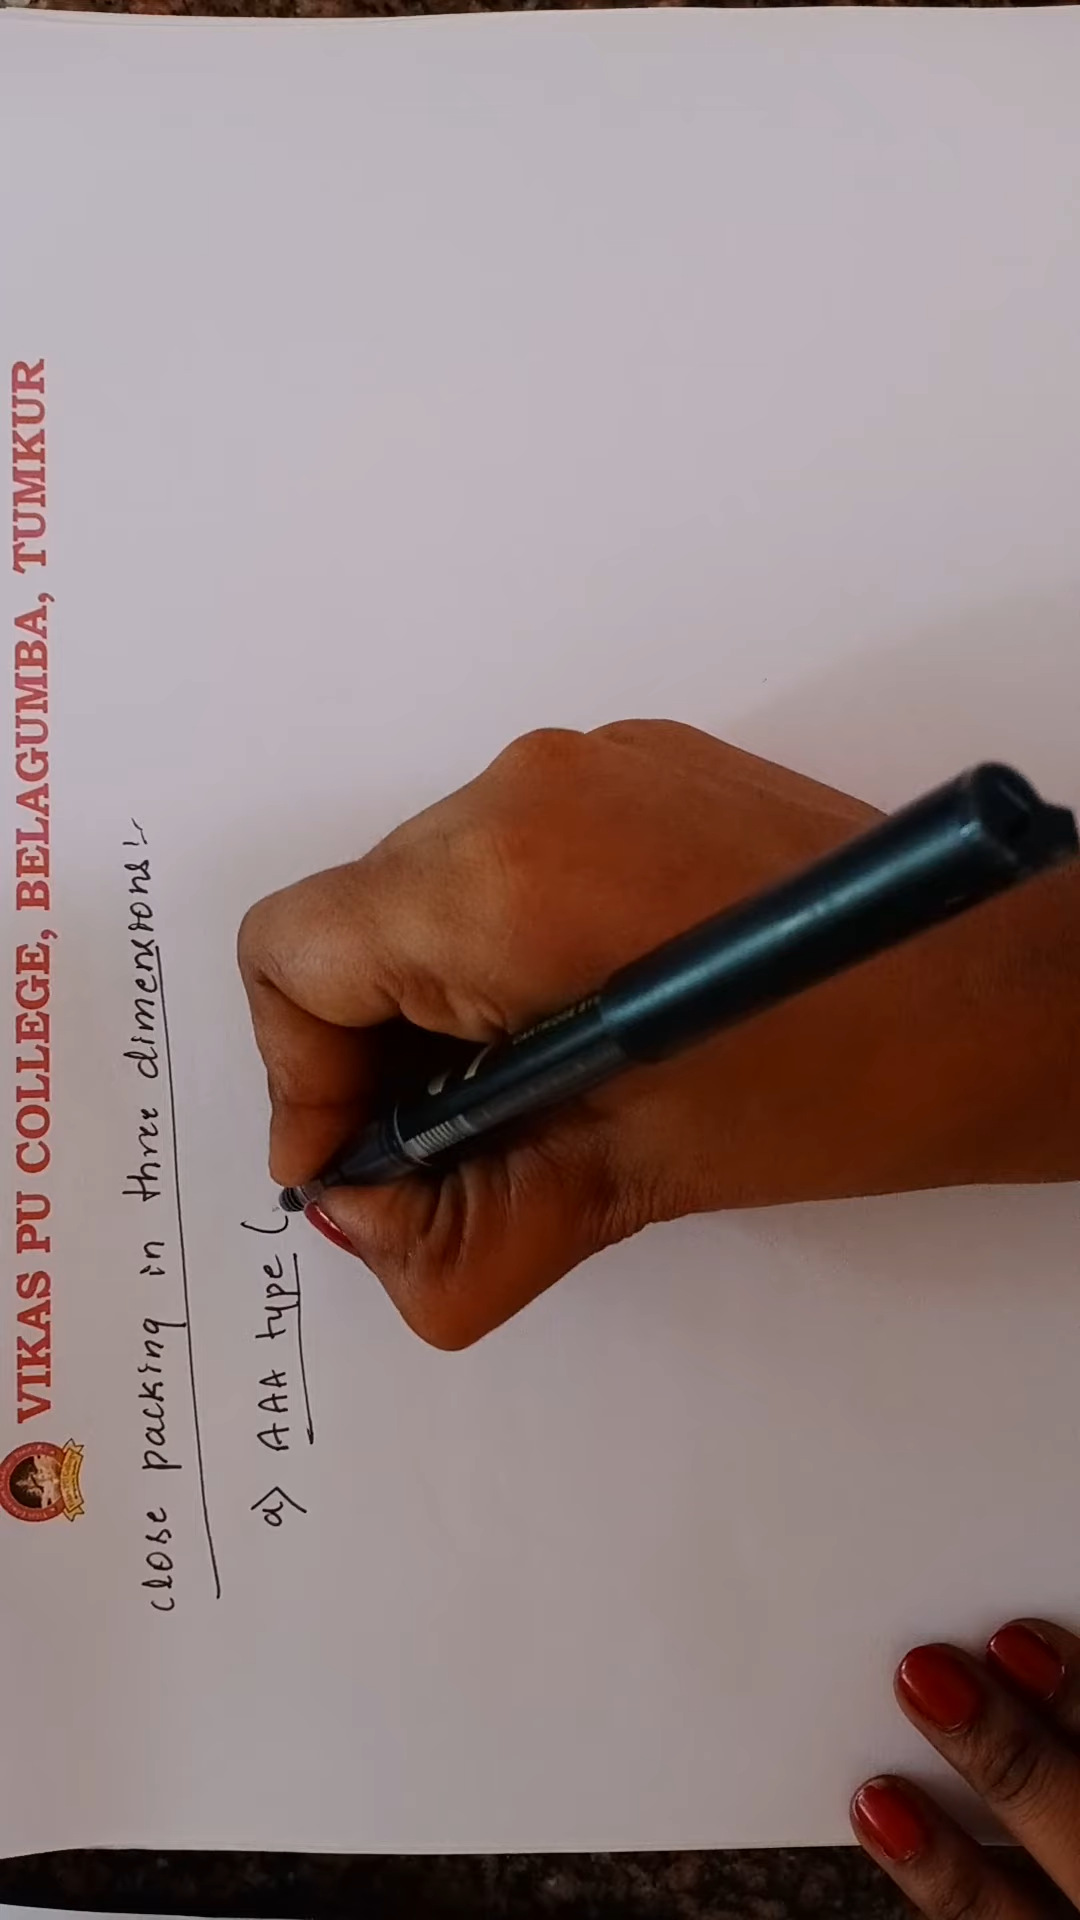 VIKAS PU COLLEGE, BELAGUMBA, TUMKUR
close packing in three dimensions:-
a) AAA type (